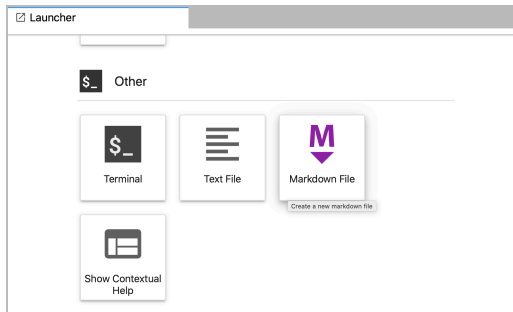 Launcher
$_ Other
$_
M
Terminal
Text File
Markdown File
Create a new markdown file
Show Contextual
Help